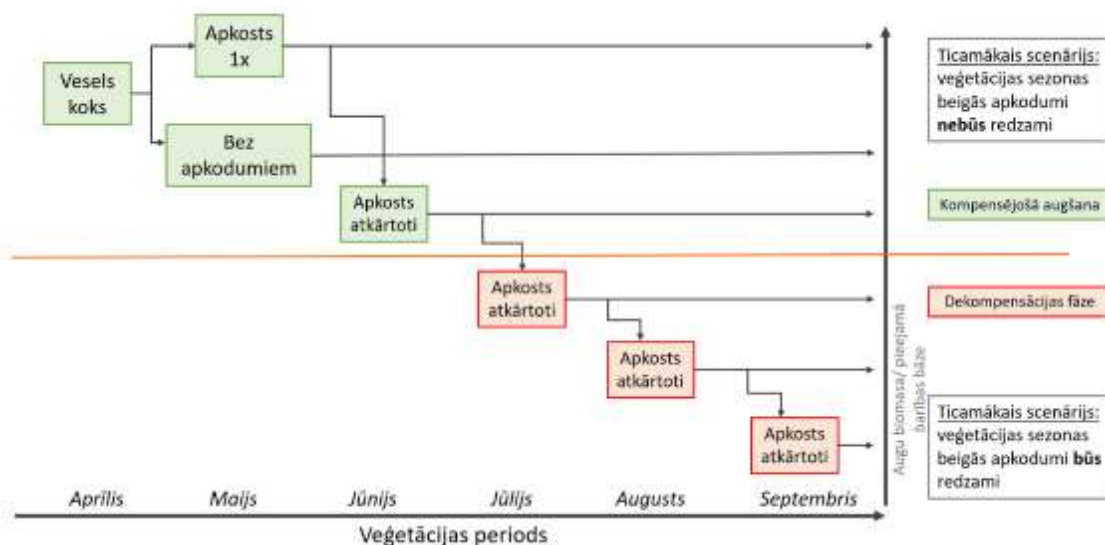 Apkosts
1x
Vesels
koks
Bez
apkodumiem
Apkosts
atkārtoti
Apkosts
atkārtoti
Apkosts
atkārtoti
Apkosts
atkārtoti
Ticamākais scenārijs:
veģetācijas sezonas
beigās apkodumi
nebūs redzami
Kompensējošā augšana
Dekompensācijas fāze
Augu biomasa/ pieejamā
barības bāze
Ticamākais scenārijs:
veģetācijas sezonas
beigās apkodumi būs
redzami
Aprīlis Maijs Jūnijs Jūlijs Augusts Septembris
Veģetācijas periods